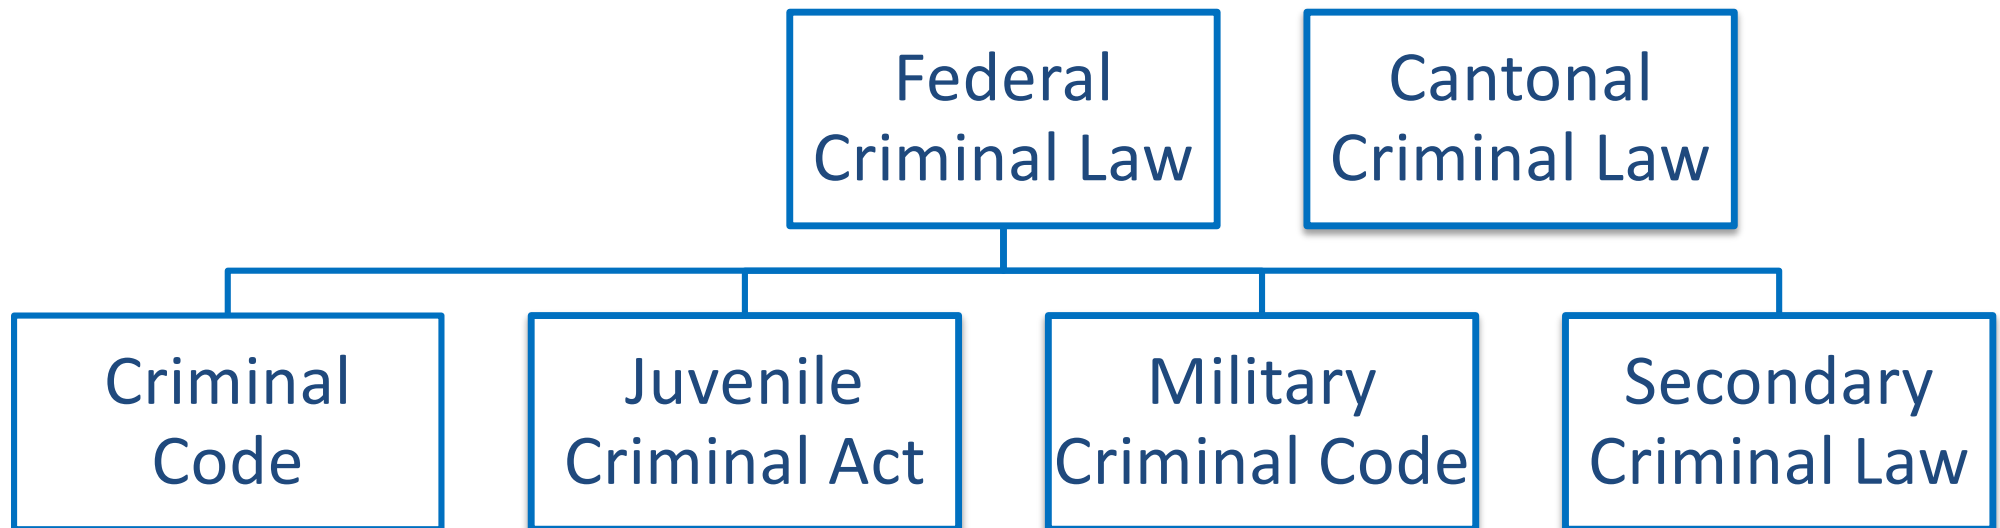 Federal
Criminal Law
Cantonal
Criminal Law
Criminal
Code
Juvenile
Criminal Act
Military
Criminal Code
Secondary
Criminal Law